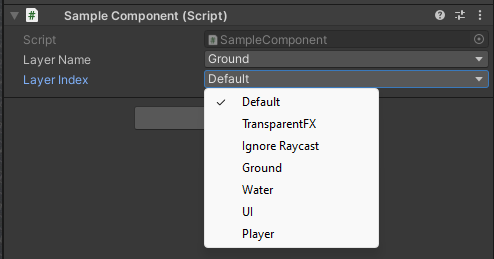 # Sample Component (Script)
Script #SampleComponent
Layer Name Ground
Layer Index Default
Default
TransparentFX
Ignore Raycast
Ground
Water
UI
Player